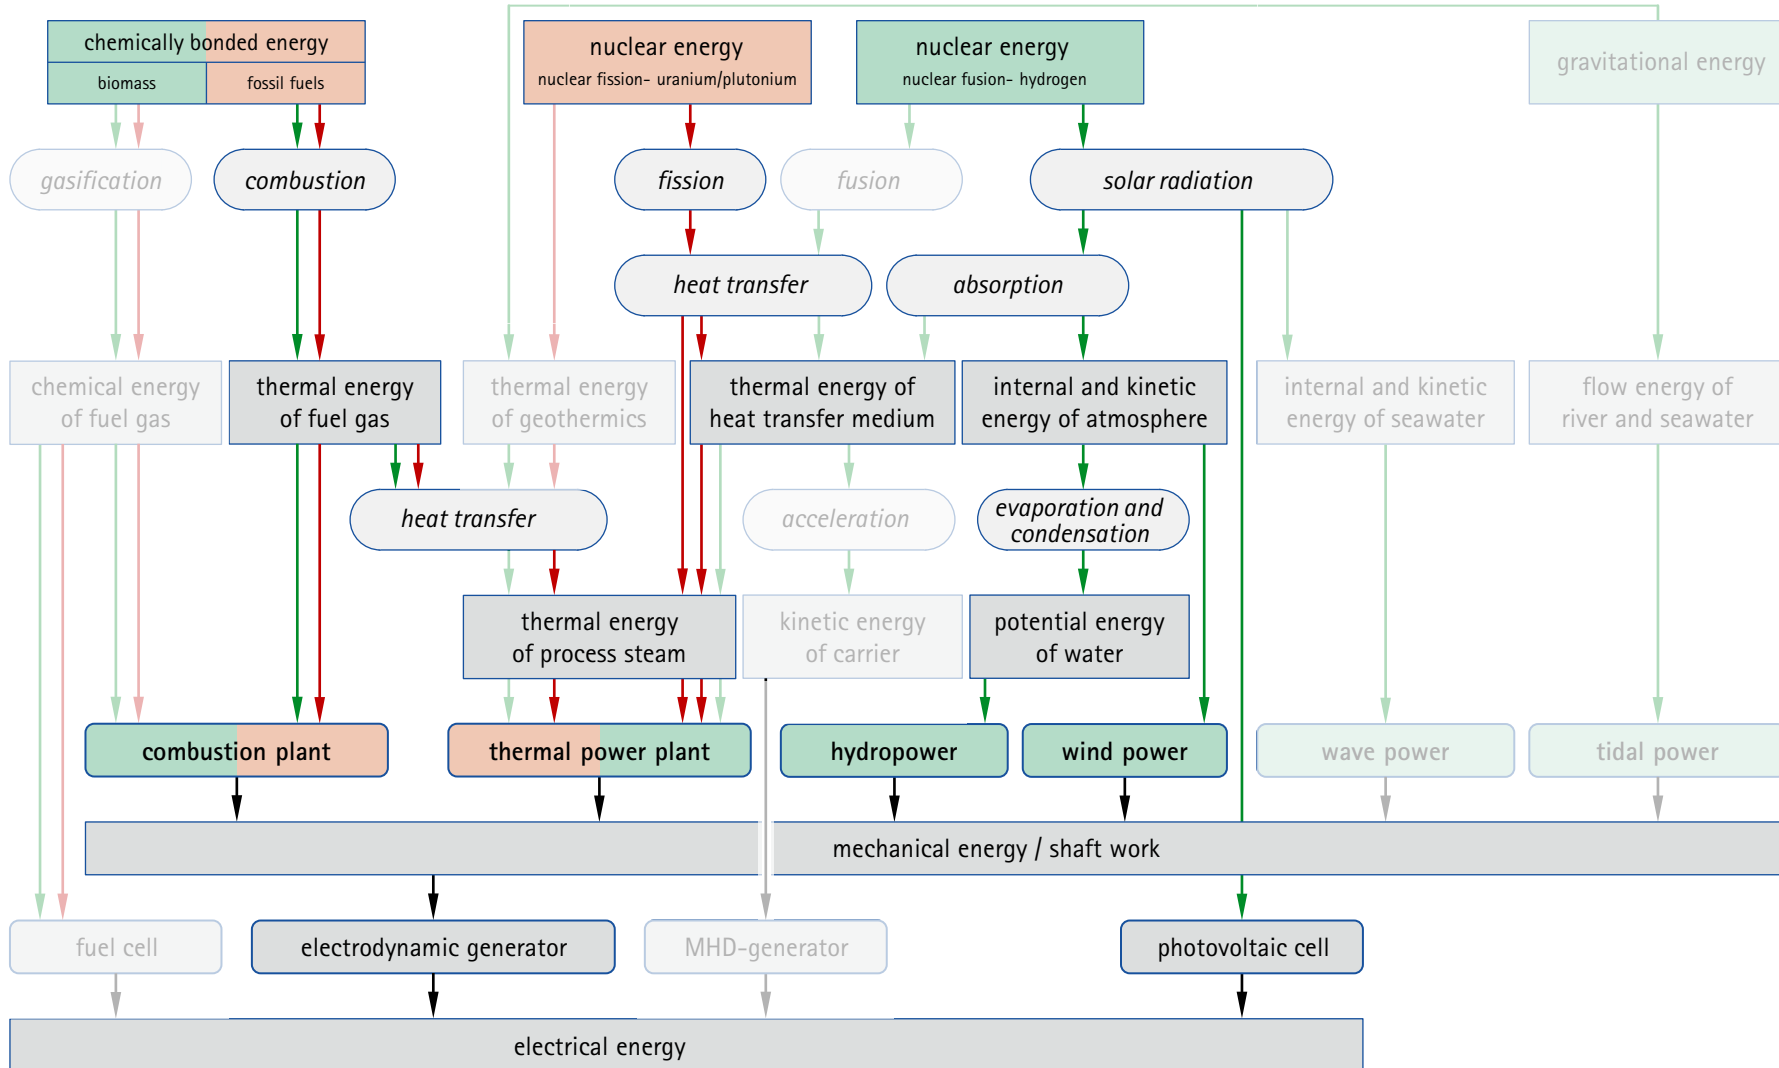 chemically bonded energy
biomass
fossil fuels
nuclear energy
nuclear fission- uranium/plutonium
nuclear energy
nuclear fusion- hydrogen
gravitational energy
gasification
combustion
fission
fusion
solar radiation
heat transfer
absorption
chemical energy
of fuel gas
thermal energy
of fuel gas
thermal energy
of geothermics
thermal energy of
heat transfer medium
internal and kinetic
energy of atmosphere
internal and kinetic
energy of seawater
flow energy of
river and seawater
heat transfer
acceleration
evaporation and
condensation
thermal energy
of process steam
kinetic energy
of carrier
potential energy
of water
combustion plant
thermal power plant
hydropower
wind power
wave power
tidal power
mechanical energy / shaft work
fuel cell
electrodynamic generator
MHD-generator
photovoltaic cell
electrical energy